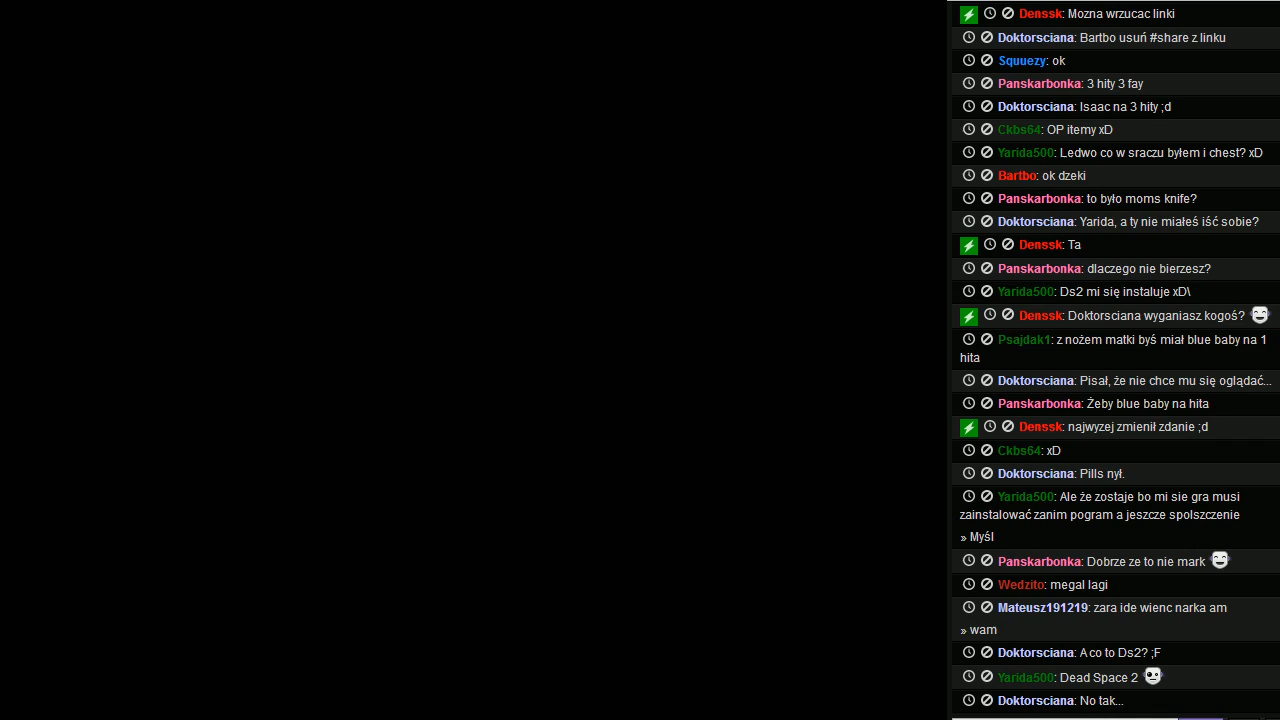 Denssk: Mozna wrzucac linki
Doktorsciana: Bartbo usuń #share z linku
Squuezy: ok
Panskarbonka: 3 hity 3 fay
Doktorsciana: Isaac na 3 hity ;d
Ckbs64: OP itemy xD
Yarida500: Ledwo co w sraczu byłem i chest? xD
Bartbo: ok dzeki
Panskarbonka: to było moms knife?
Doktorsciana: Yarida, a ty nie miałeś iść sobie?
Denssk: Ta
Panskarbonka: dlaczego nie bierzesz?
Yarida500: Ds2 mi się instaluje xD\
Denssk: Doktorsciana wyganiasz kogoś?
Psajdak1: z nożem matki byś miał blue baby na 1
hita
Doktorsciana: Pisał, że nie chce mu się oglądać...
Panskarbonka: Żeby blue baby na hita
Denssk: najwyzej zmienił zdanie ;d
Ckbs64: xD
Doktorsciana: Pills nył.
Yarida500: Ale że zostaje bo mi sie gra musi
zainstalować zanim pogram a jeszcze spolszczenie
» Myśl
Panskarbonka: Dobrze ze to nie mark
Wedzito: megal lagi
Mateusz191219: zara ide wienc narka am
» wam
Doktorsciana: A co to Ds2? ;F
Yarida500: Dead Space 2
Doktorsciana: No tak...